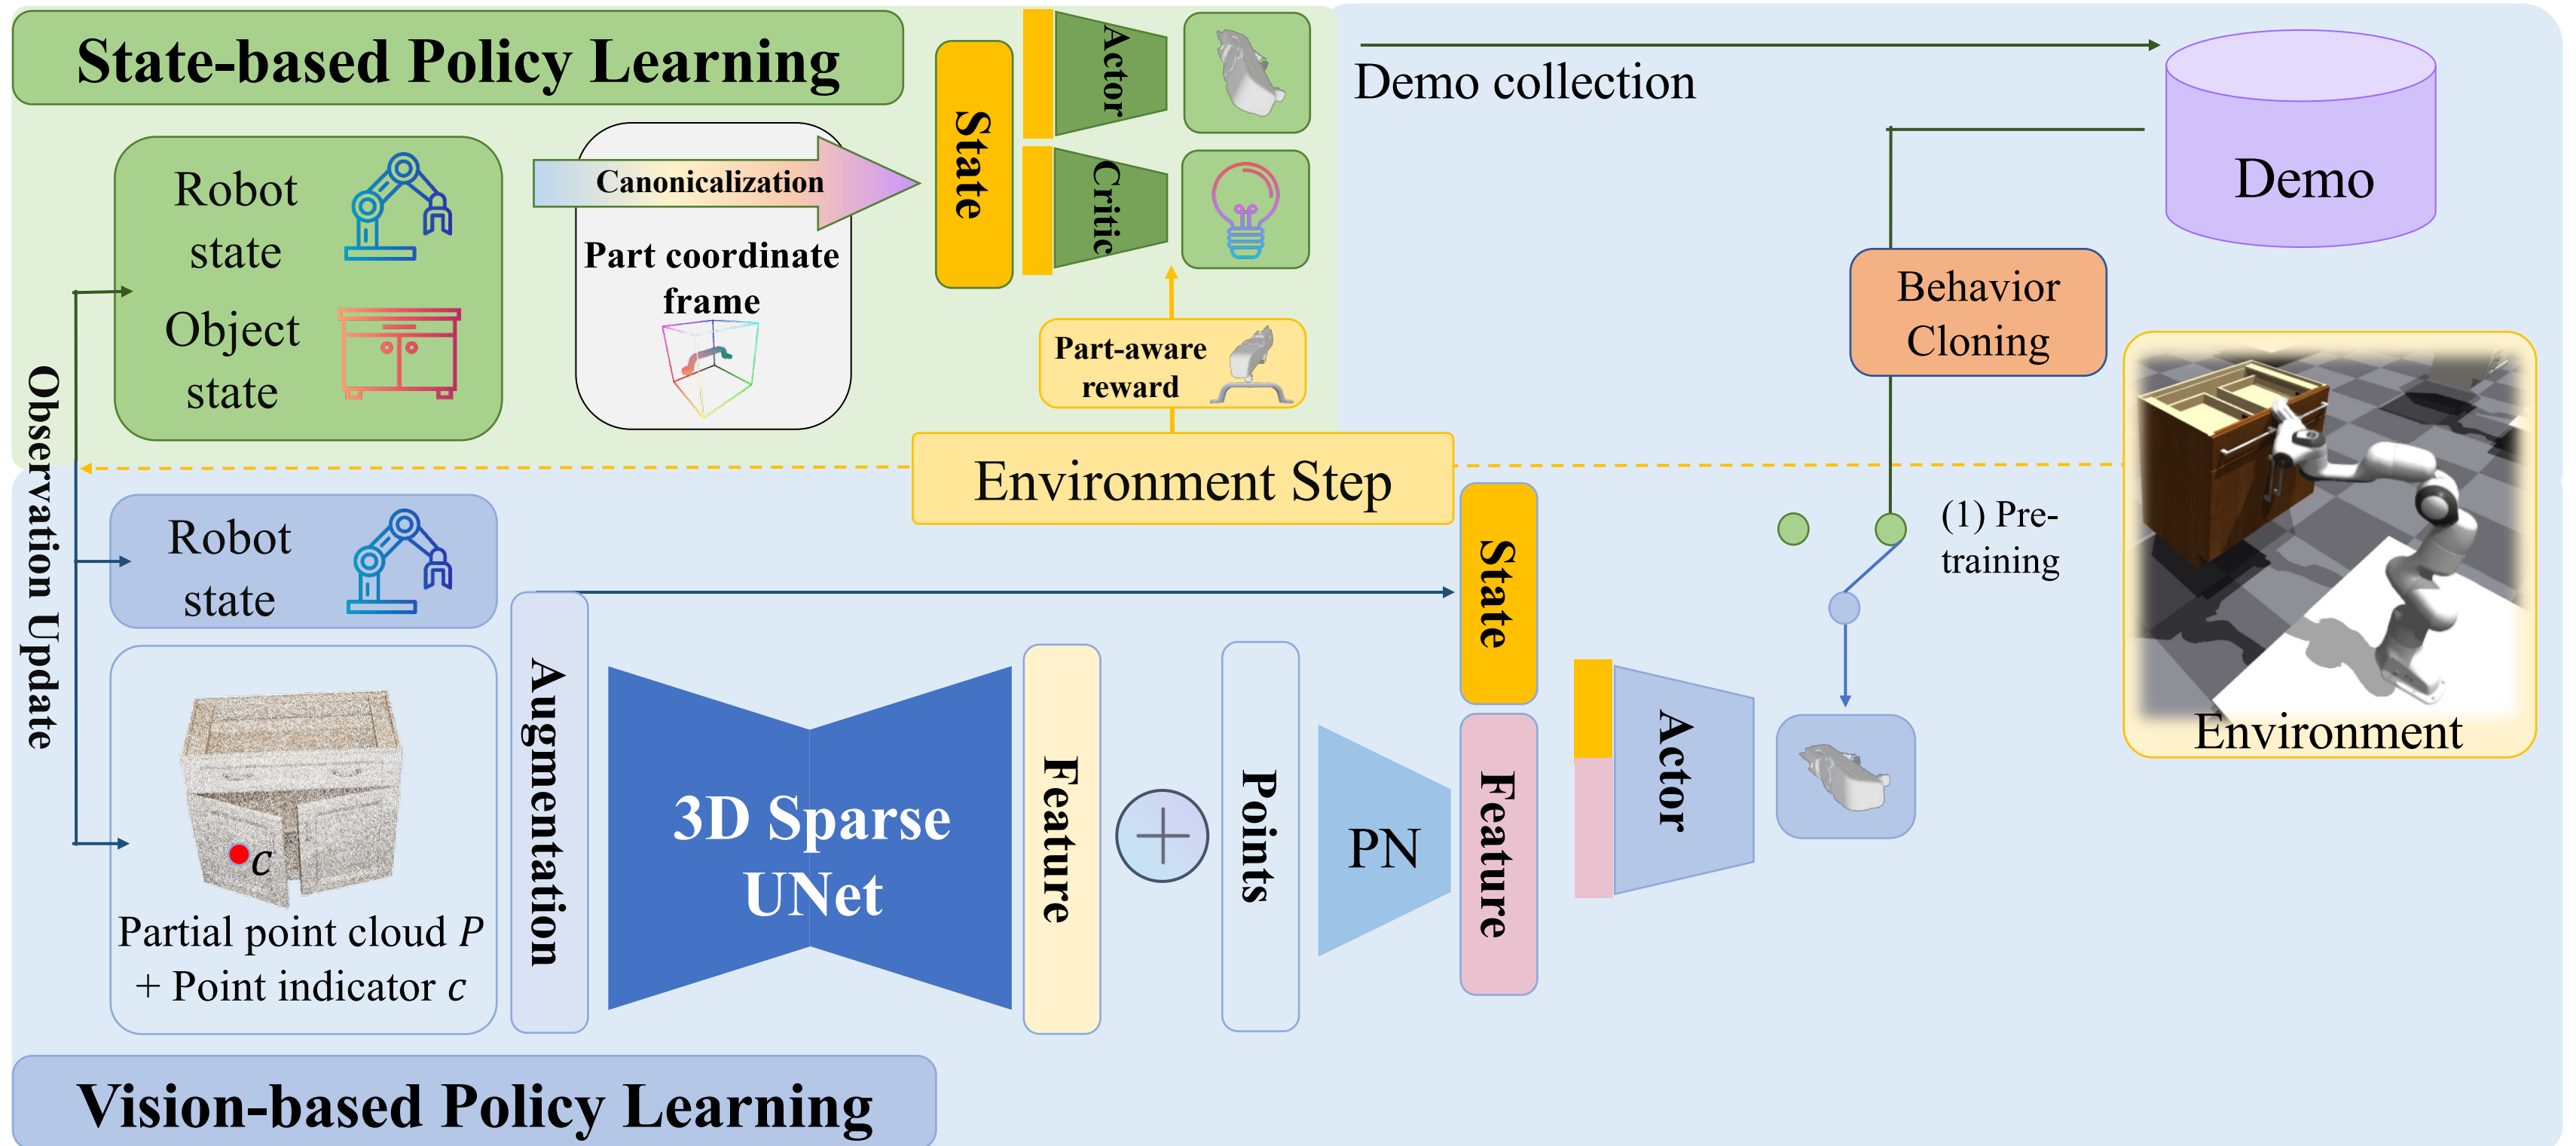 State-based Policy Learning
Robot
state
Object
state
Canonicalization
Part coordinate
frame
State
Actor
Critic
Part-aware
reward
Demo collection
Demo
Behavior
Cloning
Environment Step
Observation Update
Robot
state
Partial point cloud P
+ Point indicator c
c
Augmentation
3D Sparse
UNet
Feature
Points
PN
State
Feature
Actor
(1) Pre-
training
Environment
Vision-based Policy Learning